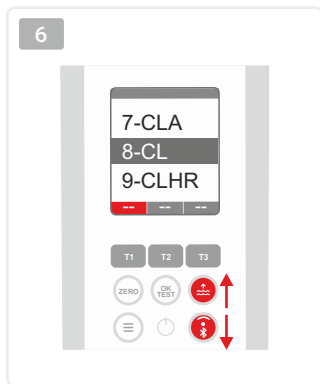 6
7-CLA
8-CL
9-CLHR
-- -- --
T1 T2 T3
ZERO OK TEST